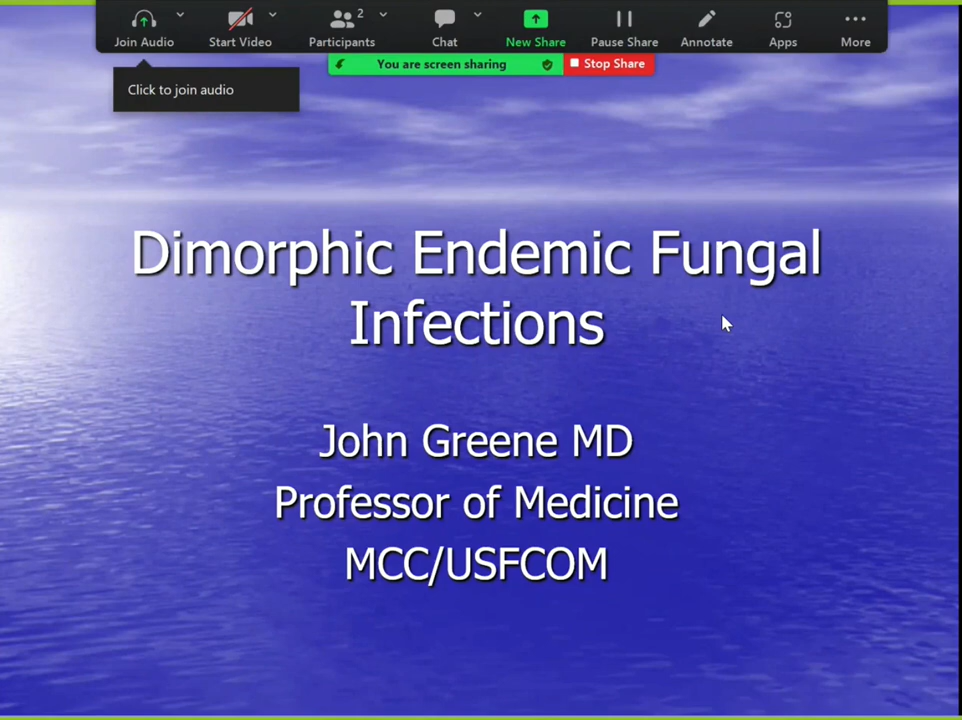 Join Audio
Start Video
Participants
2
Chat
New Share
Pause Share
Annotate
Apps
More
You are screen sharing
Stop Share
Click to join audio
Dimorphic Endemic Fungal
Infections
John Greene MD
Professor of Medicine
MCC/USFCOM